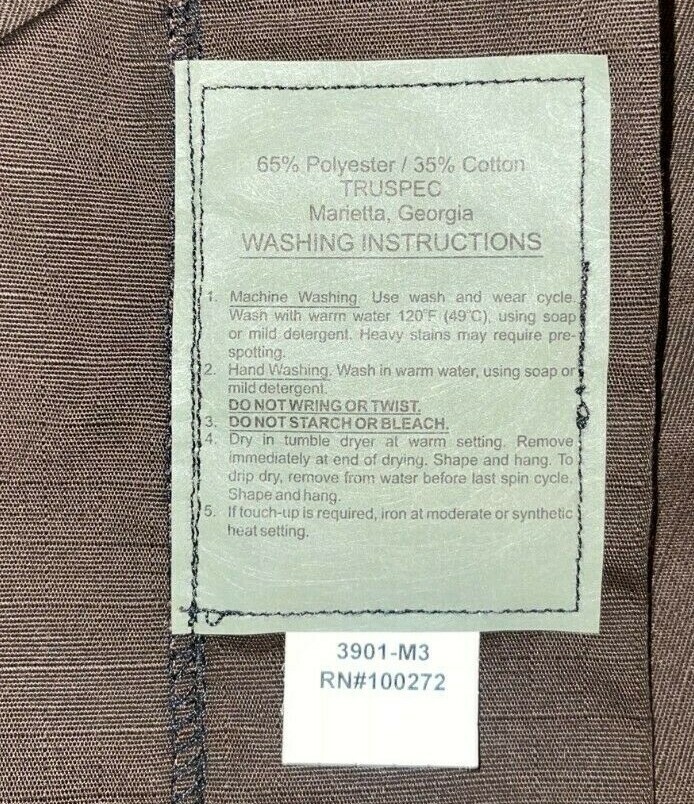 65% Polyester / 35% Cotton
TRUSPEC
Marietta, Georgia
WASHING INSTRUCTIONS
1. Machine Washing. Use wash and wear cycle.
Wash with warm water 120°F (49°C), using soap
or mild detergent. Heavy stains may require pre-
spotting.
2. Hand Washing. Wash in warm water, using soap or
mild detergent.
DO NOT WRING OR TWIST.
3. DO NOT STARCH OR BLEACH.
4. Dry in tumble dryer at warm setting. Remove
immediately at end of drying. Shape and hang. To
drip dry, remove from water before last spin cycle.
Shape and hang.
5. If touch-up is required, iron at moderate or synthetic
heat setting.
3901-M3
RN#100272